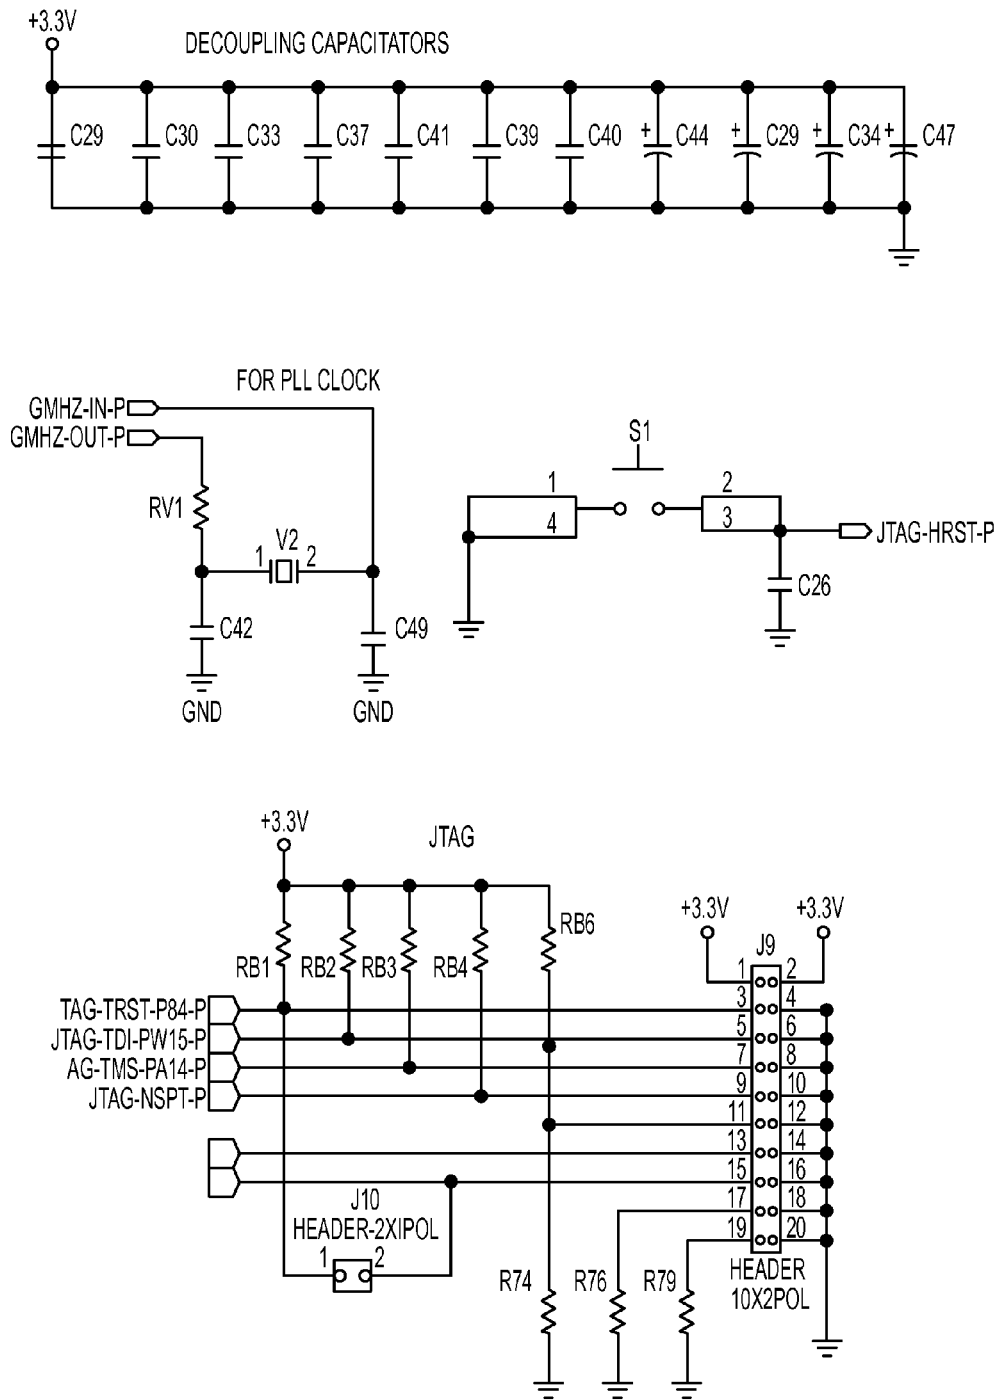 +3.3V
DECOUPLING CAPACITATORS
C29 C30 C33 C37 C41 C39 C40 + C44 + C29 + C34 + C47
FOR PLL CLOCK
GMHZ-IN-P
GMHZ-OUT-P
RV1
1 V2 2
C42 C49
GND GND
S1
1 2
4 3
JTAG-HRST-P
C26
+3.3V
JTAG
RB1 RB2 RB3 RB4 RB6
+3.3V +3.3V
J9
1 2
TAG-TRST-P84-P 3 4
JTAG-TDI-PW15-P 5 6
AG-TMS-PA14-P 7 8
JTAG-NSPT-P 9 10
11 12
13 14
15 16
17 18
19 20
J10
HEADER-2XIPOL
1 2
R74 R76 R79
HEADER
10X2POL